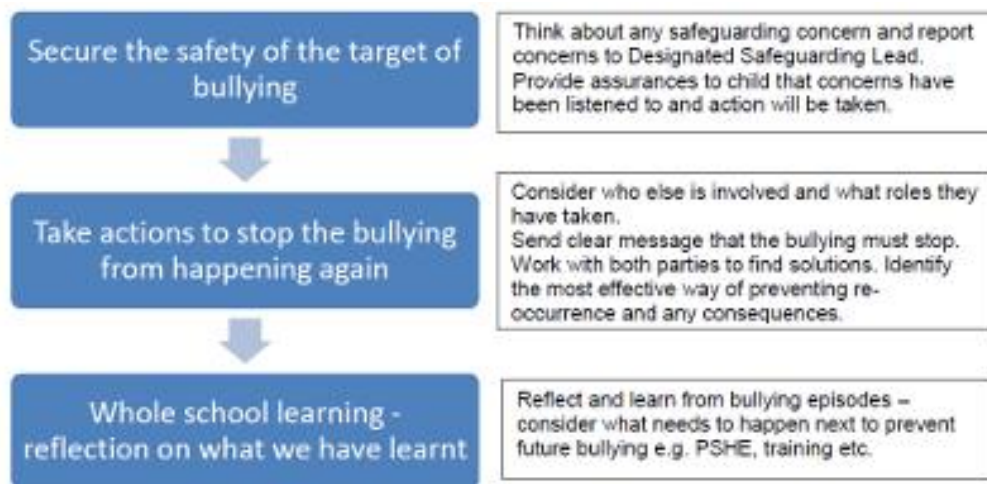 Secure the safety of the target of
bullying
Think about any safeguarding concern and report
concerns to Designated Safeguarding Lead.
Provide assurances to child that concerns have
been listened to and action will be taken.
Take actions to stop the bullying
from happening again
Consider who else is involved and what roles they
have taken.
Send clear message that the bullying must stop.
Work with both parties to find solutions. Identify
the most effective way of preventing re-
occurrence and any consequences.
Whole school learning -
reflection on what we have learnt
Reflect and learn from bullying episodes –
consider what needs to happen next to prevent
future bullying e.g. PSHE, training etc.